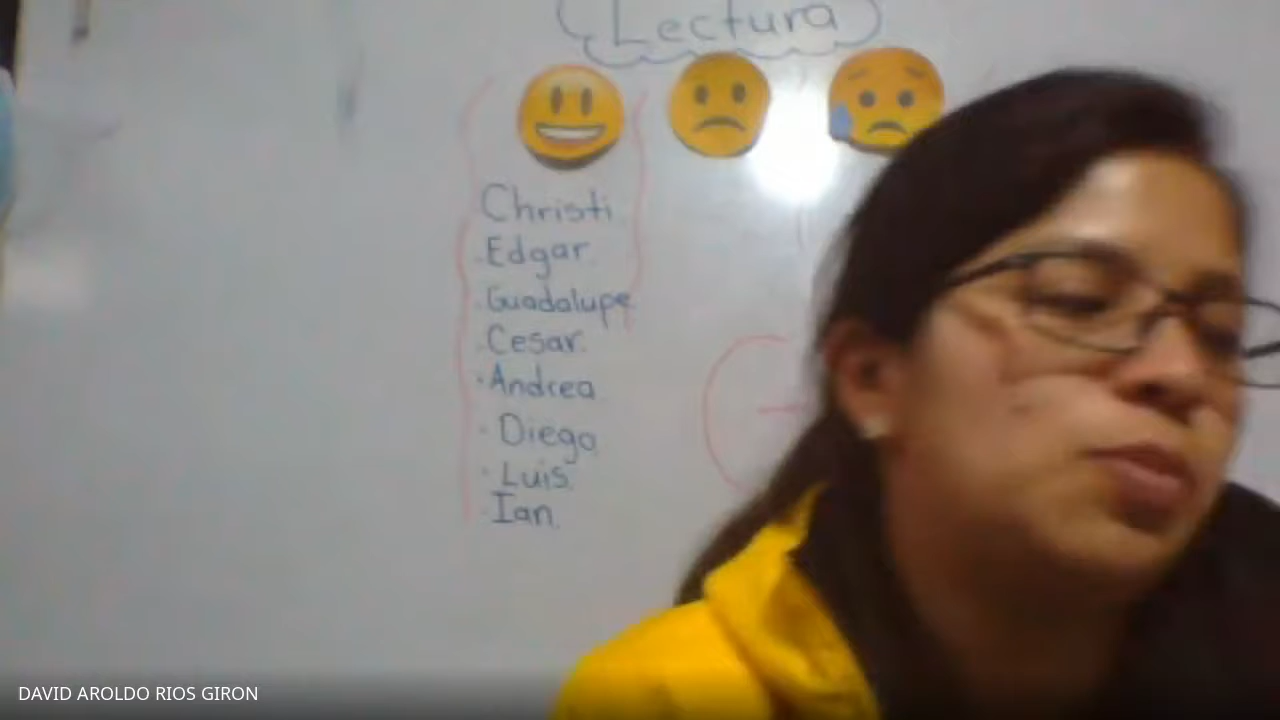 Lectura
Christi
. Edgar.
. Guadalupe
. Cesar.
· Andrea
· Diego
· Luis.
. Ian.
DAVID AROLDO RIOS GIRON